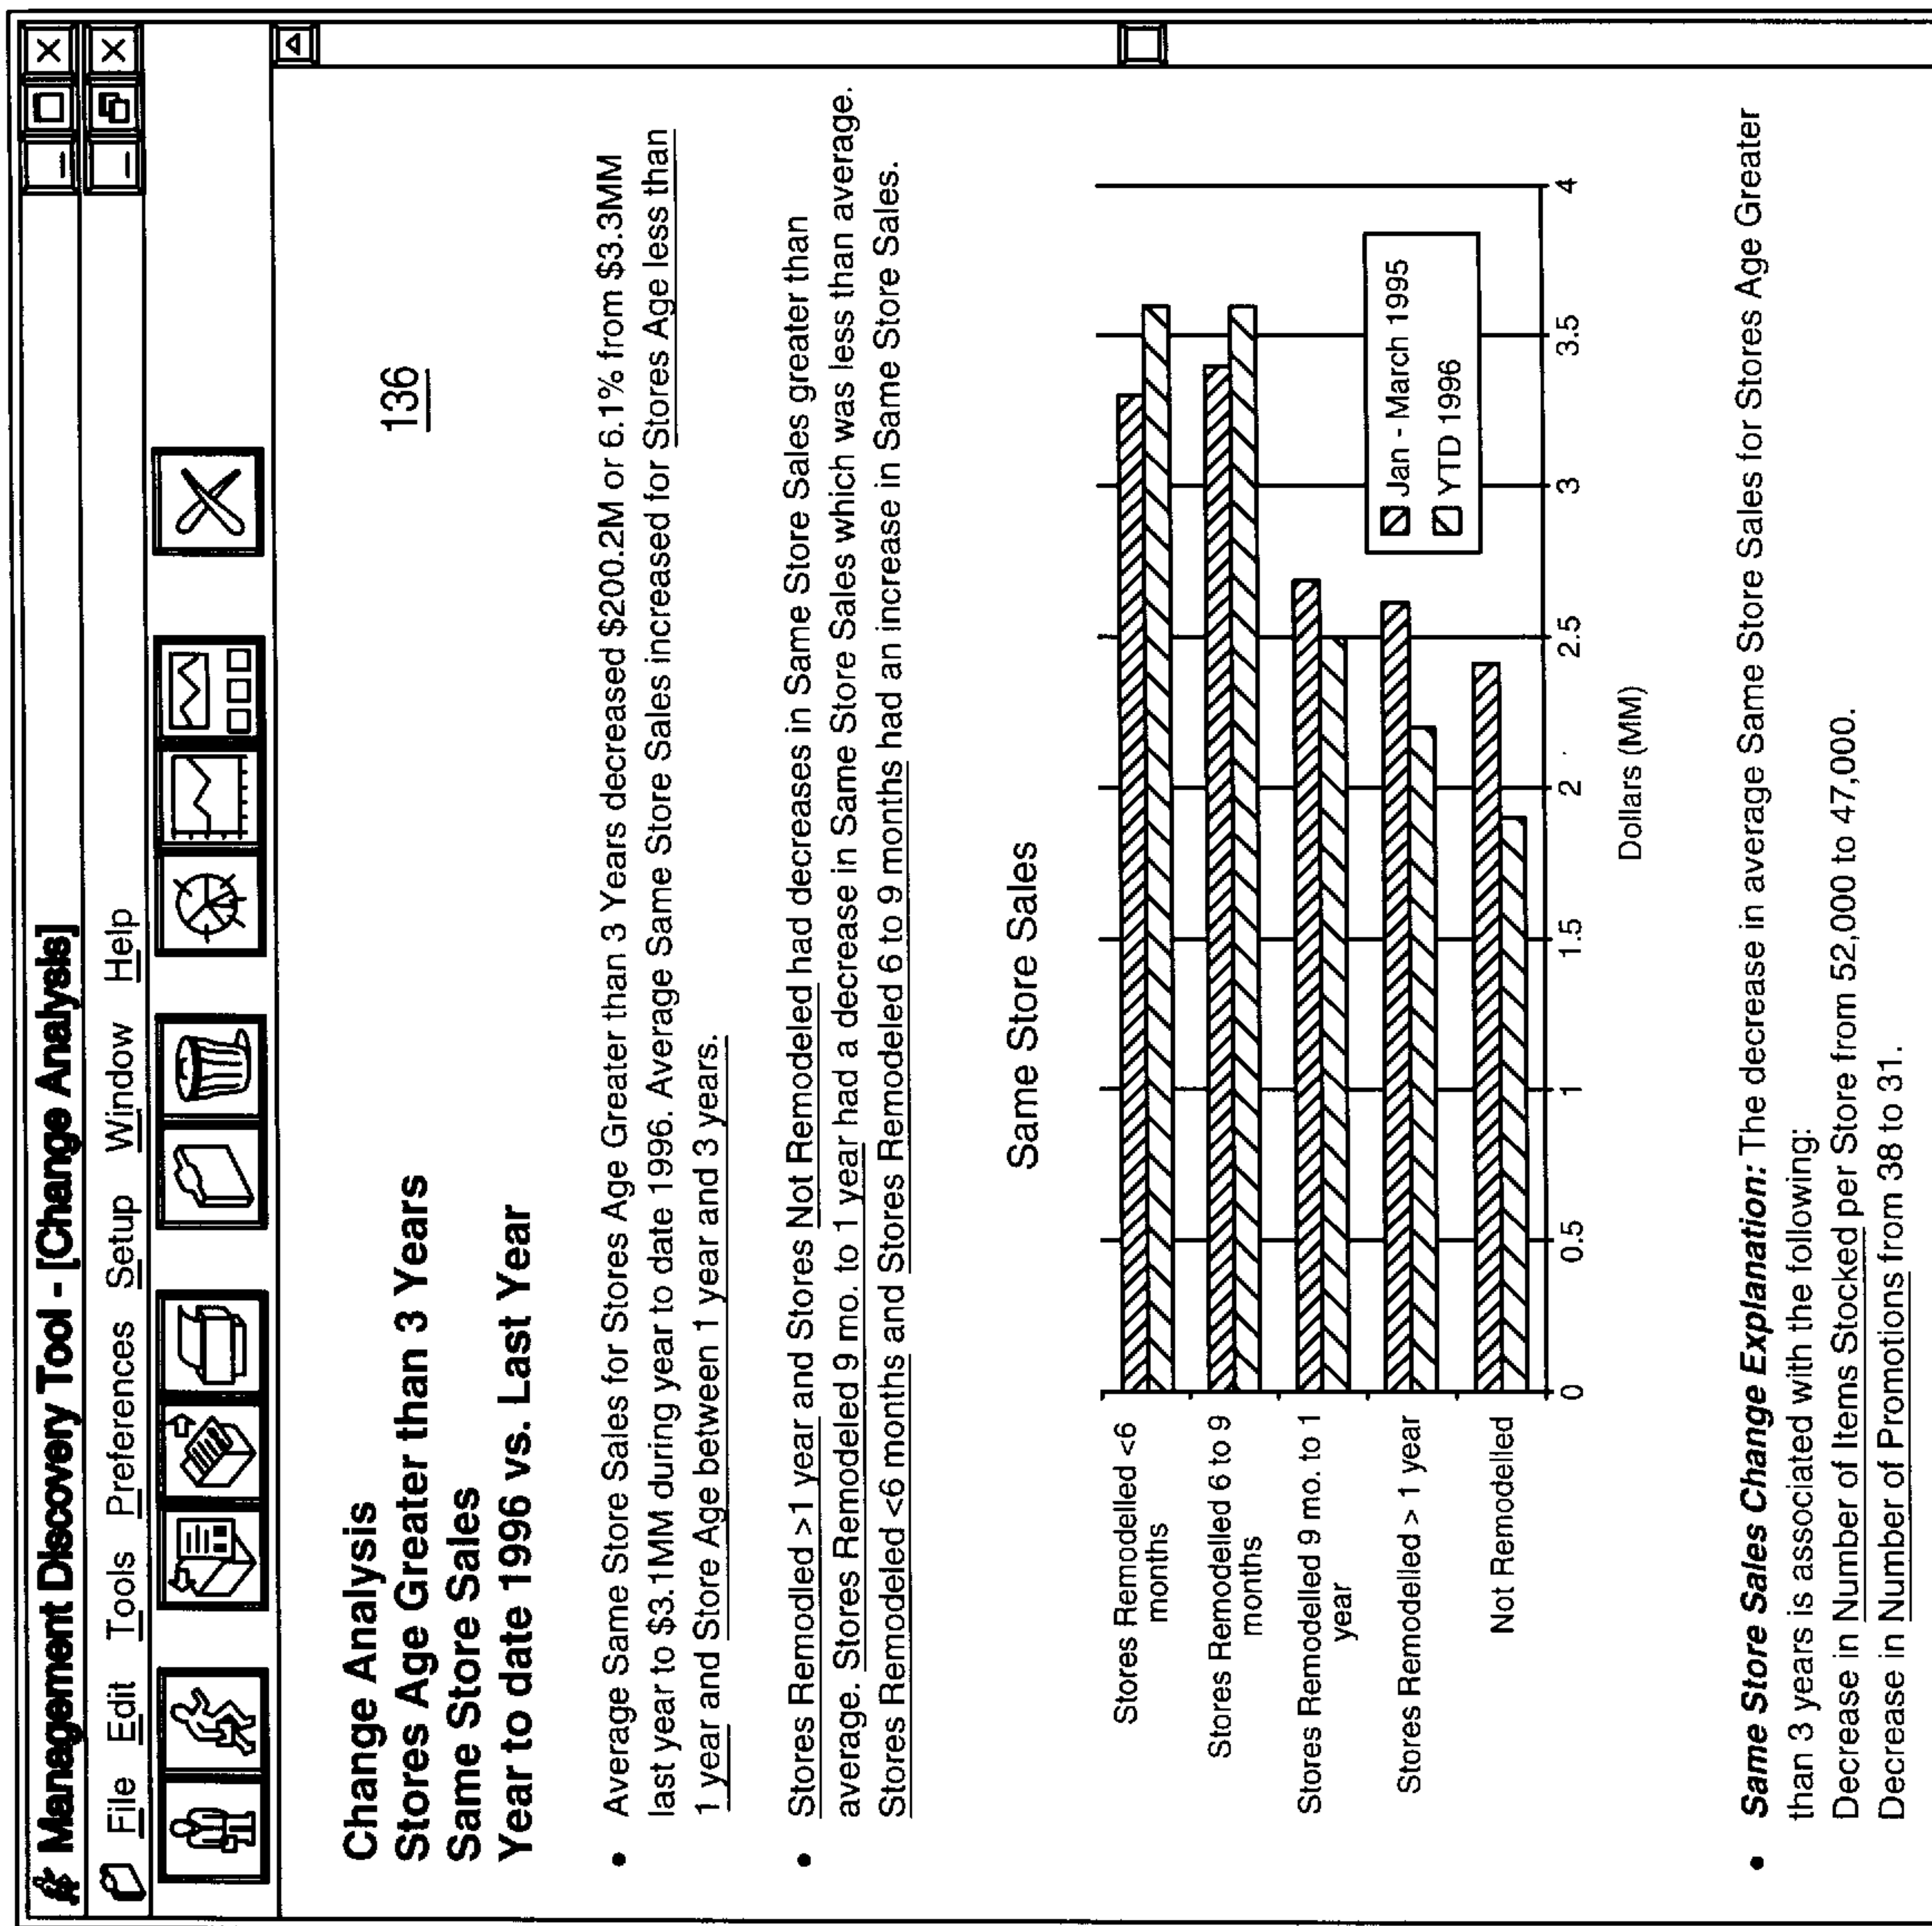 Management Discovery Tool - [Change Analysis]
File Edit Tools Preferences Setup Window Help
136
Change Analysis
Stores Age Greater than 3 Years
Same Store Sales
Year to date 1996 vs. Last Year
• Average Same Store Sales for Stores Age Greater than 3 Years decreased $200.2M or 6.1% from $3.3MM
last year to $3.1MM during year to date 1996. Average Same Store Sales increased for Stores Age less than
1 year and Store Age between 1 year and 3 years.
• Stores Remodled >1 year and Stores Not Remodeled had decreases in Same Store Sales greater than
average. Stores Remodeled 9 mo. to 1 year had a decrease in Same Store Sales which was less than average.
Stores Remodeled <6 months and Stores Remodeled 6 to 9 months had an increase in Same Store Sales.
Same Store Sales
Stores Remodelled <6
months
Stores Remodelled 6 to 9
months
Stores Remodelled 9 mo. to 1
year
Stores Remodelled > 1 year
Not Remodelled
Jan - March 1995
YTD 1996
0 0.5 1 1.5 2 2.5 3 3.5 4
Dollars (MM)
• Same Store Sales Change Explanation: The decrease in average Same Store Sales for Stores Age Greater
than 3 years is associated with the following:
Decrease in Number of Items Stocked per Store from 52,000 to 47,000.
Decrease in Number of Promotions from 38 to 31.